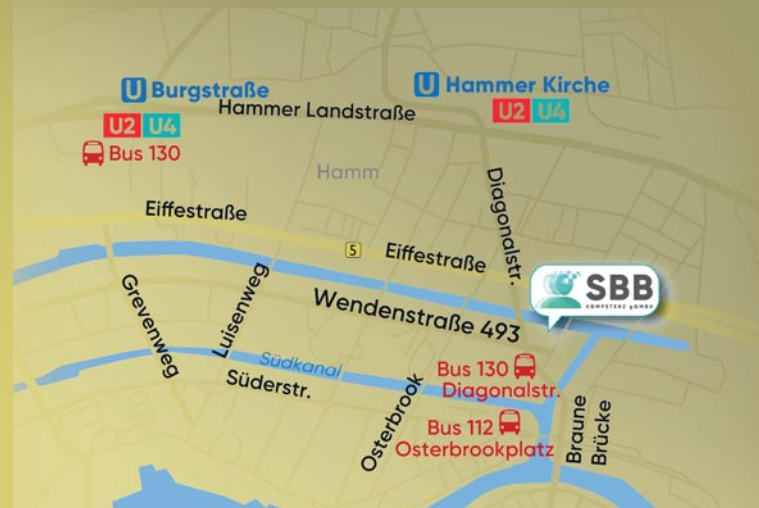 U Burgstraße
U2 U4
Bus 130
U Hammer Kirche
U2 U4
Hammer Landstraße
Hamm
Diagonalstr.
Eiffestraße
5
Eiffestraße
SBB
KOMPETENZ gGMBH
Grevenweg
Luisenweg
Wendenstraße 493
Südkanal
Süderstr.
Osterbrook
Bus 130
Diagonalstr.
Bus 112
Osterbrookplatz
Braune
Brücke